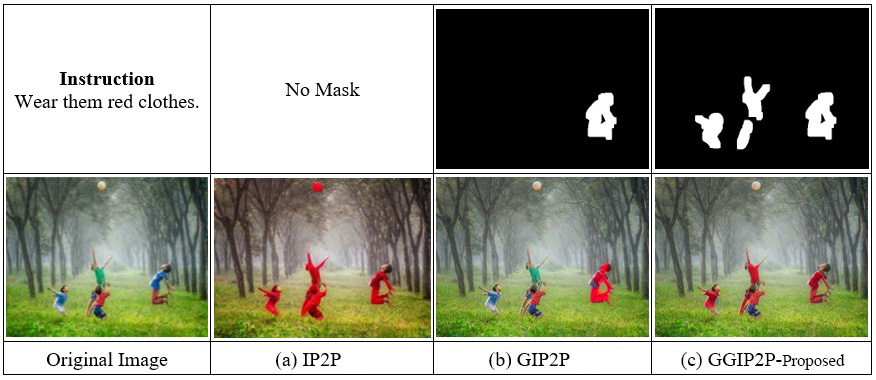 Instruction
Wear them red clothes.
No Mask
Original Image
(a) IP2P
(b) GIP2P
(c) GGIP2P-Proposed